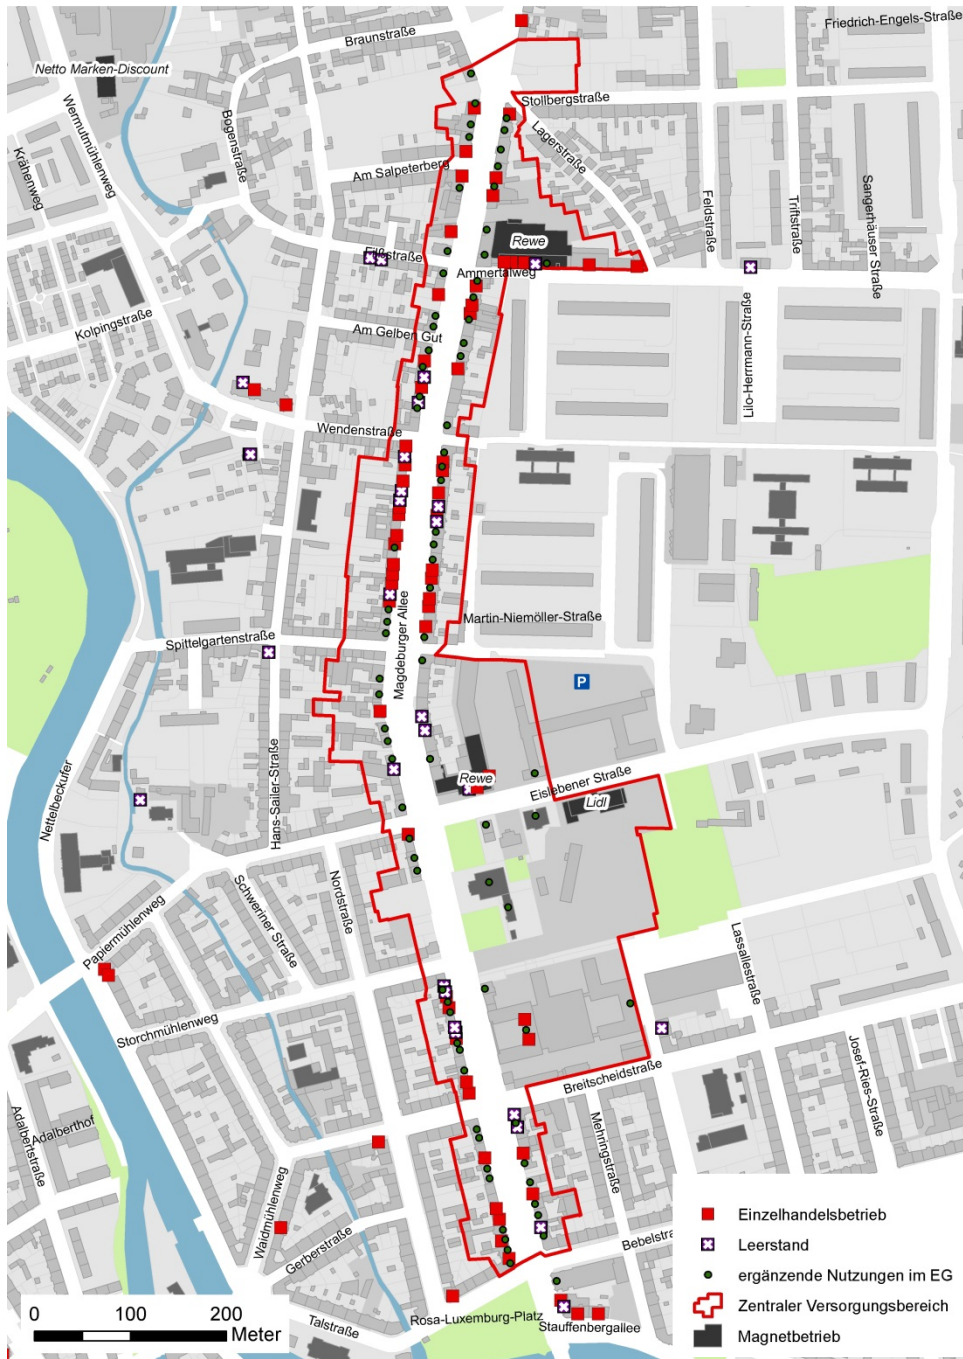 Friedrich-Engels-Straße
Braunstraße
Netto Marken-Discount
Wermutmühlenweg
Bogenstraße
Stollbergstraße
Lagerstraße
Krähenweg
Am Salpeterberg
Feldstraße
Triftstraße
Sangerhäuser Straße
Rewe
Ammertalweg
Kolpingstraße
Am Gelben Gut
Lilo-Herrmann-Straße
Wendenstraße
Martin-Niemöller-Straße
Spittelgartenstraße
Magdeburger Allee
P
Nettelbeckufer
Hans-Sailer-Straße
Rewe
Eislebener Straße
Lidl
Nordstraße
Schweriner Straße
Papiermühlenweg
Lassallestraße
Storchmühlenweg
Breitscheidstraße
Josef-Ries-Straße
Adalbertstraße
Adalberthof
Mehringstraße
Waidmühlenweg
Gerberstraße
Bebelstr
Talstraße
Rosa-Luxemburg-Platz
Stauffenbergallee
0 100 200
Meter
Einzelhandelsbetrieb
Leerstand
ergänzende Nutzungen im EG
Zentraler Versorgungsbereich
Magnetbetrieb